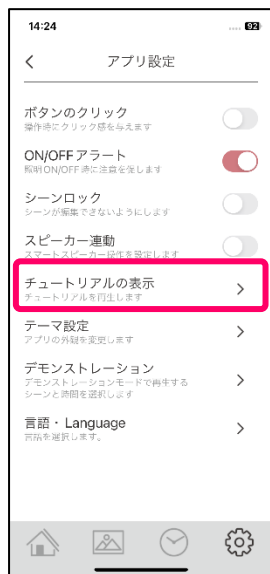 14:24
92
アプリ設定
ボタンのクリック
操作時にクリック感を与えます
ON/OFF アラート
照明 ON/OFF 時に注意を促します
シーンロック
シーンが編集できないようにします
スピーカー連動
スマートスピーカー操作を設定します
チュートリアルの表示
チュートリアルを再生します
テーマ設定
アプリの外観を変更します
デモンストレーション
デモンストレーションモードで再生する
シーンと時間を選択します
言語・ Language
言語を選択します。